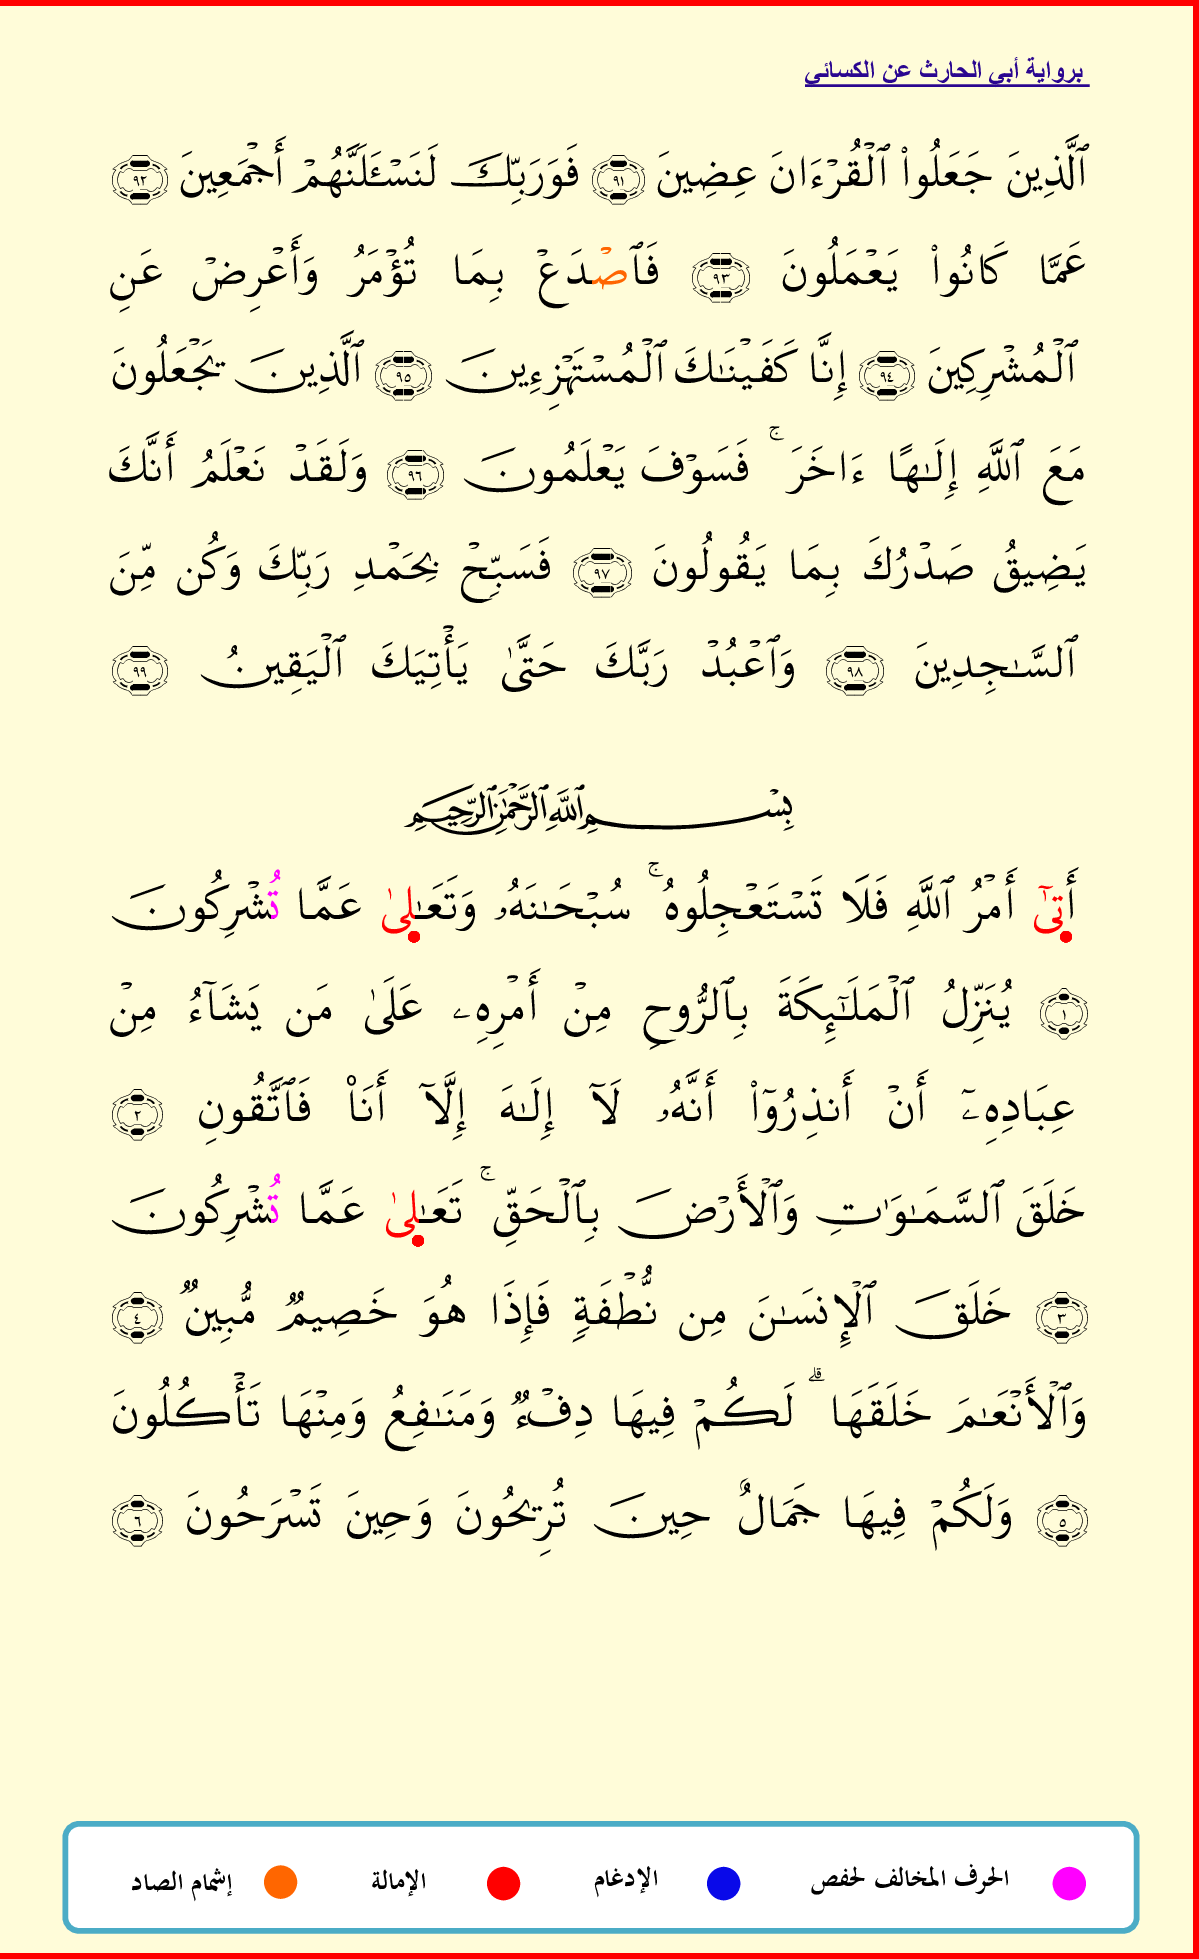 برواية أبي الحارث عن الكسائي
ٱلَّذِينَ جَعَلُوا۟ ٱلْقُرْءَانَ عِضِينَ ٩١ فَوَرَبِّكَ لَنَسْـَٔلَنَّهُمْ أَجْمَعِينَ ٩٢
عَمَّا كَانُوا۟ يَعْمَلُونَ ٩٣ فَٱصْدَعْ بِمَا تُؤْمَرُ وَأَعْرِضْ عَنِ
ٱلْمُشْرِكِينَ ٩٤ إِنَّا كَفَيْنَـٰكَ ٱلْمُسْتَهْزِءِينَ ٩٥ ٱلَّذِينَ يَجْعَلُونَ
مَعَ ٱللَّهِ إِلَـٰهًا ءَاخَرَ ۚ فَسَوْفَ يَعْلَمُونَ ٩٦ وَلَقَدْ نَعْلَمُ أَنَّكَ
يَضِيقُ صَدْرُكَ بِمَا يَقُولُونَ ٩٧ فَسَبِّحْ بِحَمْدِ رَبِّكَ وَكُن مِّنَ
ٱلسَّـٰجِدِينَ ٩٨ وَٱعْبُدْ رَبَّكَ حَتَّىٰ يَأْتِيَكَ ٱلْيَقِينُ ٩٩
بِسْمِ ٱللَّهِ ٱلرَّحْمَـٰنِ ٱلرَّحِيمِ
أَتىٰٓ أَمْرُ ٱللَّهِ فَلَا تَسْتَعْجِلُوهُ ۚ سُبْحَـٰنَهُۥ وَتَعَـٰلىٰ عَمَّا تُشْرِكُونَ
١ يُنَزِّلُ ٱلْمَلَـٰٓئِكَةَ بِٱلرُّوحِ مِنْ أَمْرِهِۦ عَلَىٰ مَن يَشَآءُ مِنْ
عِبَادِهِۦٓ أَنْ أَنذِرُوٓا۟ أَنَّهُۥ لَآ إِلَـٰهَ إِلَّآ أَنَا۠ فَٱتَّقُونِ ٢
خَلَقَ ٱلسَّمَـٰوَٰتِ وَٱلْأَرْضَ بِٱلْحَقِّ ۚ تَعَـٰلىٰ عَمَّا تُشْرِكُونَ
٣ خَلَقَ ٱلْإِنسَـٰنَ مِن نُّطْفَةٍ فَإِذَا هُوَ خَصِيمٌ مُّبِينٌ ٤
وَٱلْأَنْعَـٰمَ خَلَقَهَا ۗ لَكُمْ فِيهَا دِفْءٌ وَمَنَـٰفِعُ وَمِنْهَا تَأْكُلُونَ
٥ وَلَكُمْ فِيهَا جَمَالٌ حِينَ تُرِيحُونَ وَحِينَ تَسْرَحُونَ ٦
الحرف المخالف لحفص الإدغام الإمالة إشمام الصاد